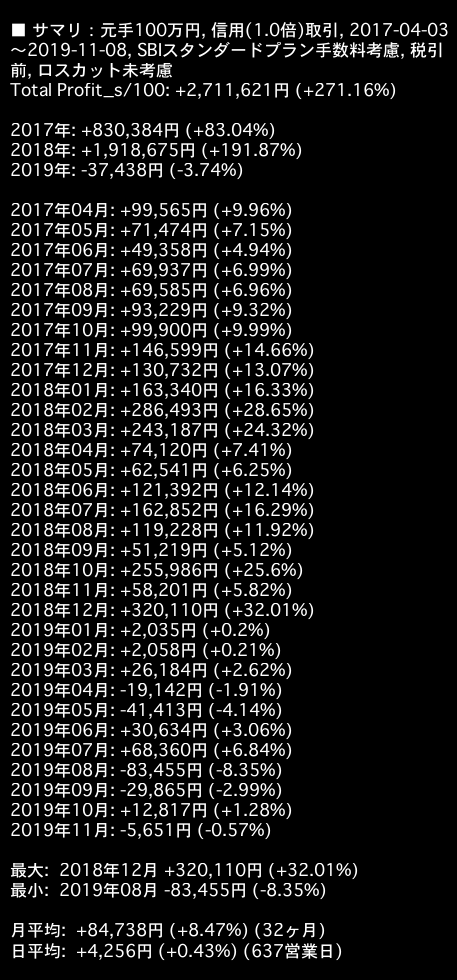 ■ サマリ : 元手100万円, 信用(1.0倍)取引, 2017-04-03
〜2019-11-08, SBIスタンダードプラン手数料考慮, 税引
前, ロスカット未考慮
Total Profit_s/100: +2,711,621円 (+271.16%)
2017年: +830,384円 (+83.04%)
2018年: +1,918,675円 (+191.87%)
2019年: -37,438円 (-3.74%)
2017年04月: +99,565円 (+9.96%)
2017年05月: +71,474円 (+7.15%)
2017年06月: +49,358円 (+4.94%)
2017年07月: +69,937円 (+6.99%)
2017年08月: +69,585円 (+6.96%)
2017年09月: +93,229円 (+9.32%)
2017年10月: +99,900円 (+9.99%)
2017年11月: +146,599円 (+14.66%)
2017年12月: +130,732円 (+13.07%)
2018年01月: +163,340円 (+16.33%)
2018年02月: +286,493円 (+28.65%)
2018年03月: +243,187円 (+24.32%)
2018年04月: +74,120円 (+7.41%)
2018年05月: +62,541円 (+6.25%)
2018年06月: +121,392円 (+12.14%)
2018年07月: +162,852円 (+16.29%)
2018年08月: +119,228円 (+11.92%)
2018年09月: +51,219円 (+5.12%)
2018年10月: +255,986円 (+25.6%)
2018年11月: +58,201円 (+5.82%)
2018年12月: +320,110円 (+32.01%)
2019年01月: +2,035円 (+0.2%)
2019年02月: +2,058円 (+0.21%)
2019年03月: +26,184円 (+2.62%)
2019年04月: -19,142円 (-1.91%)
2019年05月: -41,413円 (-4.14%)
2019年06月: +30,634円 (+3.06%)
2019年07月: +68,360円 (+6.84%)
2019年08月: -83,455円 (-8.35%)
2019年09月: -29,865円 (-2.99%)
2019年10月: +12,817円 (+1.28%)
2019年11月: -5,651円 (-0.57%)
最大: 2018年12月 +320,110円 (+32.01%)
最小: 2019年08月 -83,455円 (-8.35%)
月平均: +84,738円 (+8.47%) (32ヶ月)
日平均: +4,256円 (+0.43%) (637営業日)